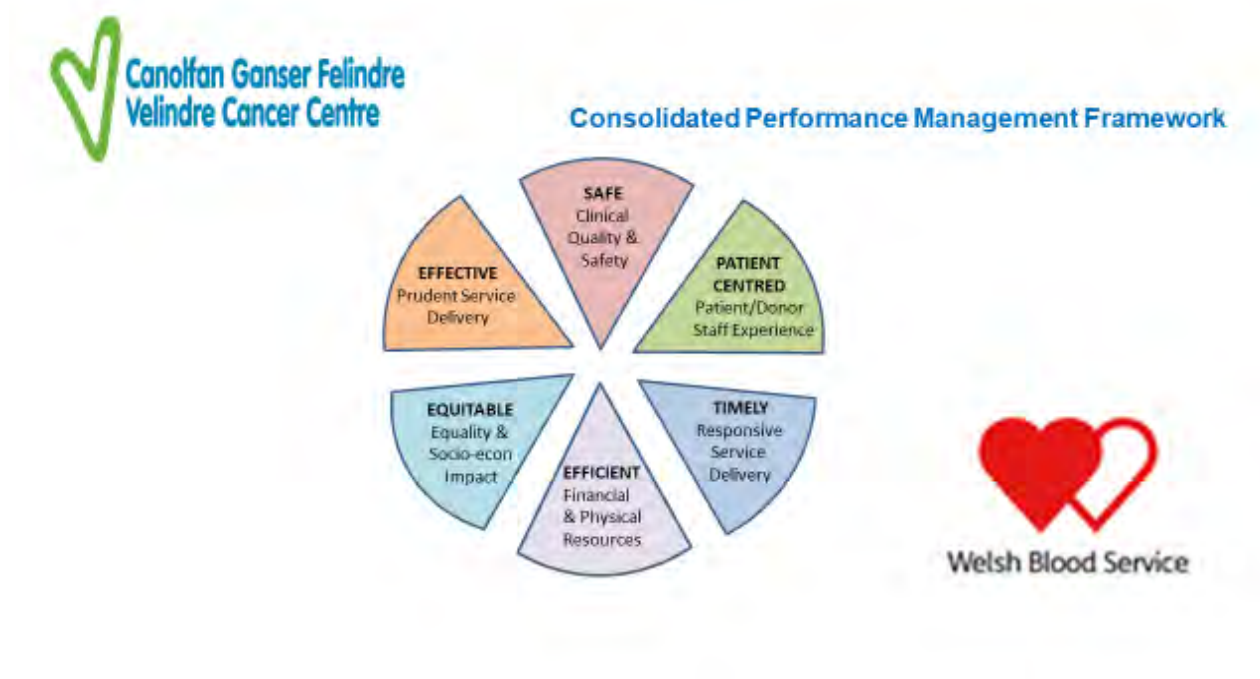 Canolfan Ganser Felindre
Velindre Cancer Centre
Consolidated Performance Management Framework
SAFE
Clinical
Quality &
Safety
PATIENT
CENTRED
Patient/Donor
Staff Experience
TIMELY
Responsive
Service
Delivery
EFFICIENT
Financial
& Physical
Resources
EQUITABLE
Equality &
Socio-econ
Impact
EFFECTIVE
Prudent Service
Delivery
Welsh Blood Service